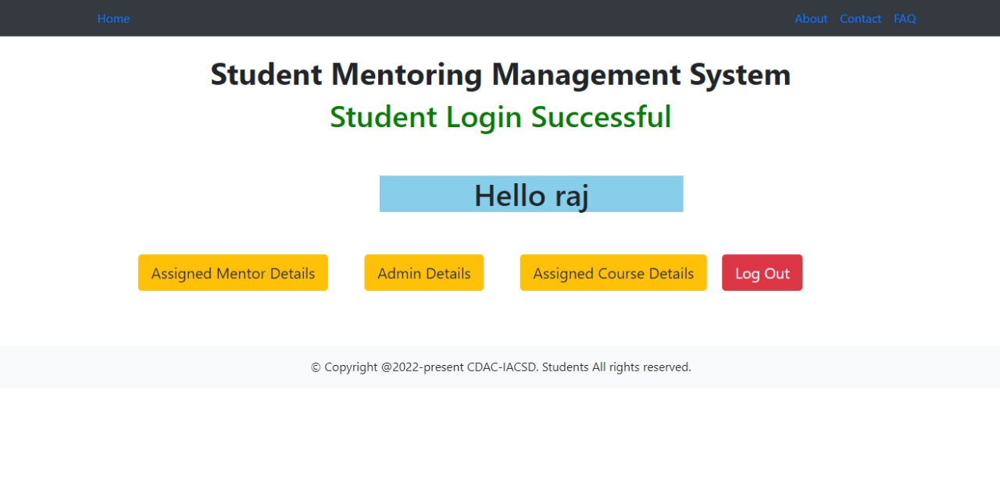 Home About Contact FAQ
Student Mentoring Management System
Student Login Successful
Hello raj
Assigned Mentor Details Admin Details Assigned Course Details Log Out
© Copyright @2022-present CDAC-IACSD. Students All rights reserved.